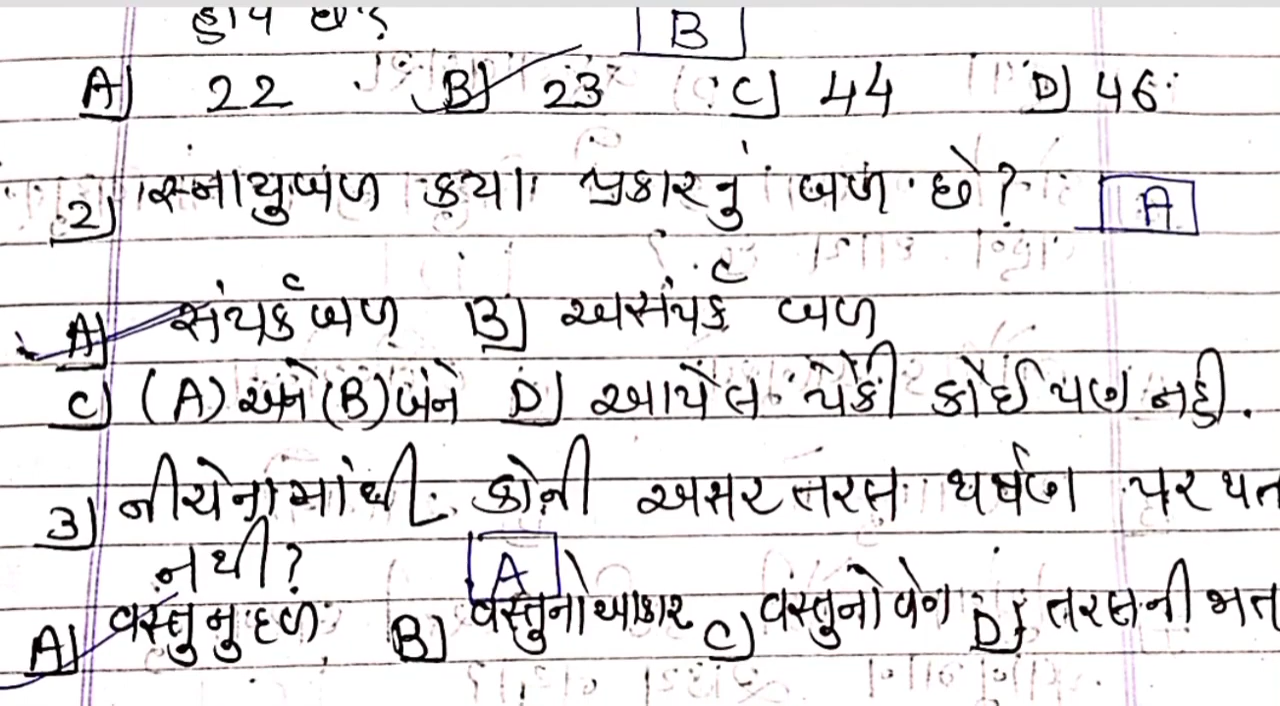 હોય છે? B
A) 22 B) 23 C) 44 D) 46
2) સ્નાયુબળ કયા પ્રકારનું બળ છે? A
A) સંપર્ક બળ B) અસંપર્ક બળ
C) (A) અને (B) બંને D) આપેલ પૈકી કોઈ પણ નહી.
3) નીચેનામાંથી કોની અસર તરલ ઘર્ષણ પર થત
નથી? A
A) વસ્તુનુ દળ B) વસ્તુનો આકાર C) વસ્તુનો વેગ D) તરલની